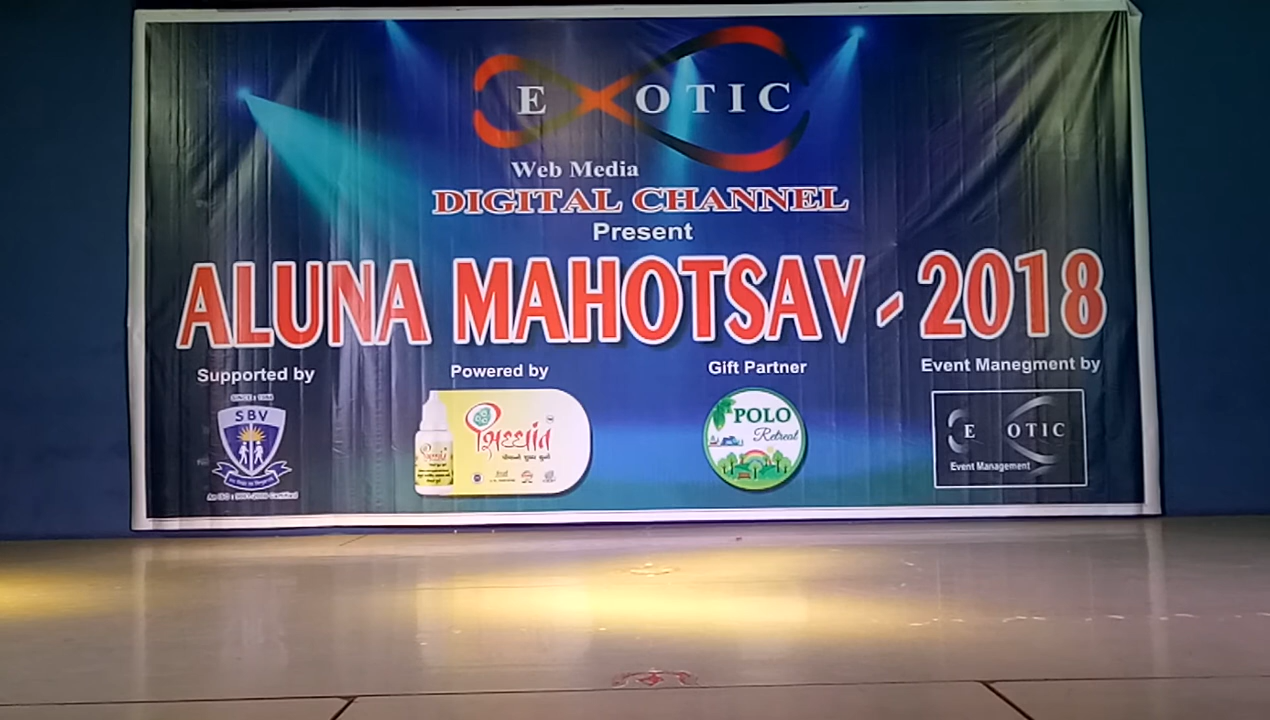 EXOTIC
Web Media
DIGITAL CHANNEL
Present
ALUNA MAHOTSAV - 2018
Supported by
Powered by
Gift Partner
Event Manegment by
SBV
સિધ્ધાંત
POLO
Retreat
E OTIC
Event Management